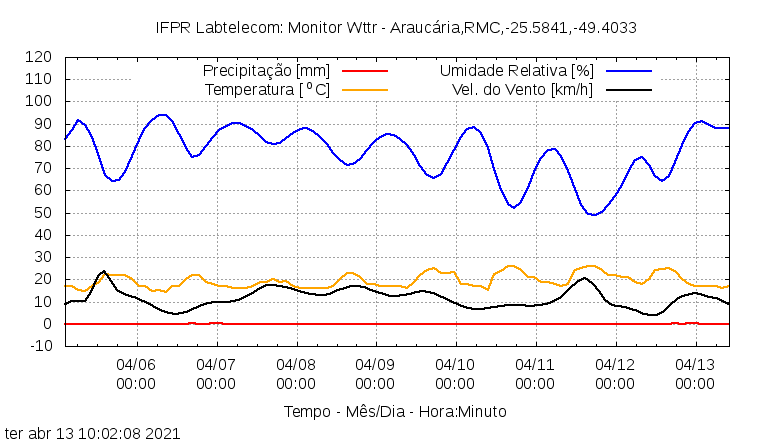 IFPR Labtelecom: Monitor Wttr - Araucária,RMC,-25.5841,-49.4033
120
110
100
90
80
70
60
50
40
30
20
10
0
-10
Precipitação [mm]
Temperatura [ ⁰C]
Umidade Relativa [%]
Vel. do Vento [km/h]
04/06 04/07 04/08 04/09 04/10 04/11 04/12 04/13
00:00 00:00 00:00 00:00 00:00 00:00 00:00 00:00
Tempo - Mês/Dia - Hora:Minuto
ter abr 13 10:02:08 2021